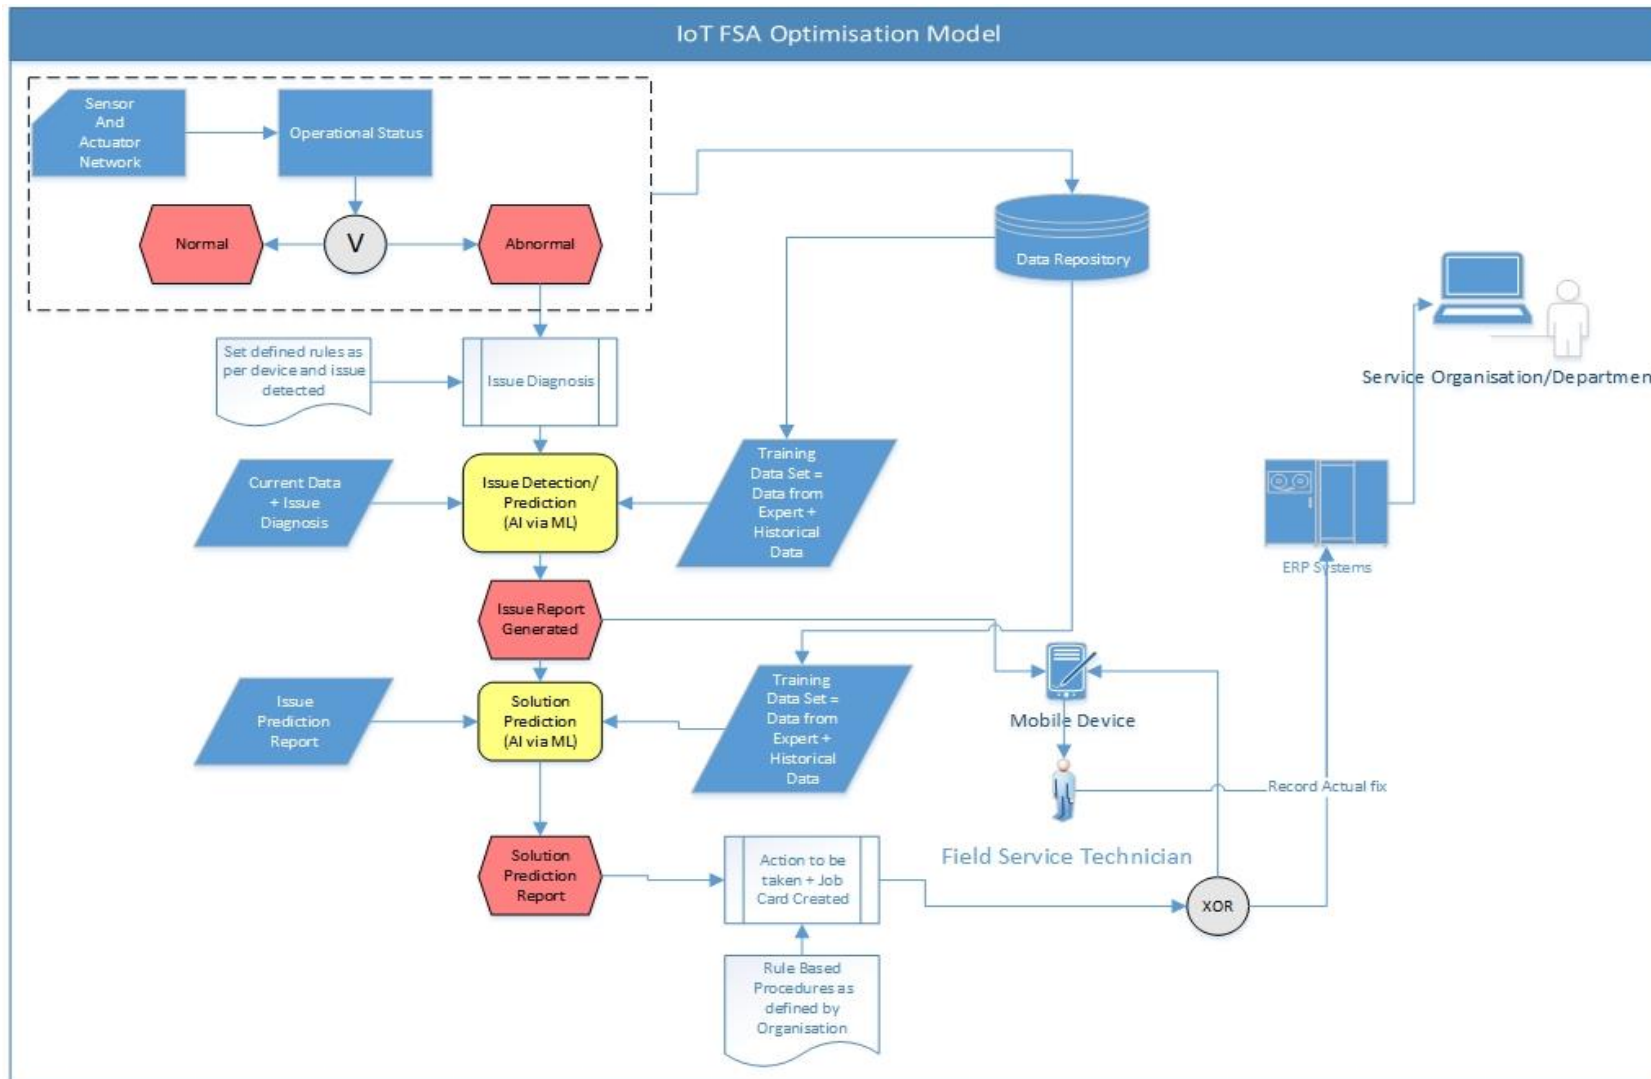 IoT FSA Optimisation Model
Sensor
And
Actuator
Network
Operational Status
Normal
V
Abnormal
Data Repository
Set defined rules as
per device and issue
detected
Issue Diagnosis
Service Organisation/Departmen
Current Data
+ Issue
Diagnosis
Issue Detection/
Prediction
(AI via ML)
Training
Data Set =
Data from
Expert +
Historical
Data
ERP Systems
Issue Report
Generated
Issue
Prediction
Report
Solution
Prediction
(AI via ML)
Training
Data Set =
Data from
Expert +
Historical
Data
Mobile Device
Record Actual fix
Field Service Technician
Solution
Prediction
Report
Action to be
taken + Job
Card Created
XOR
Rule Based
Procedures as
defined by
Organisation